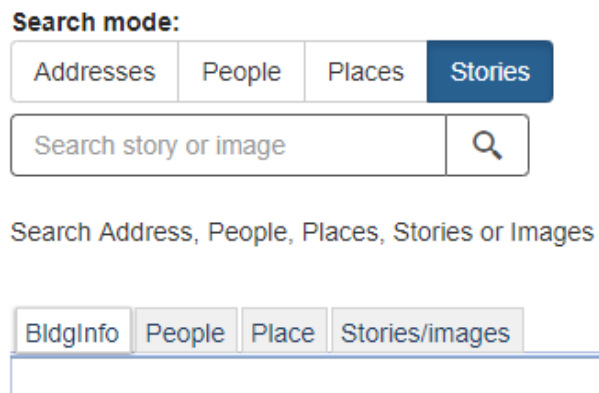 Search mode:
Addresses People Places Stories
Search story or image
Search Address, People, Places, Stories or Images
BldgInfo People Place Stories/images